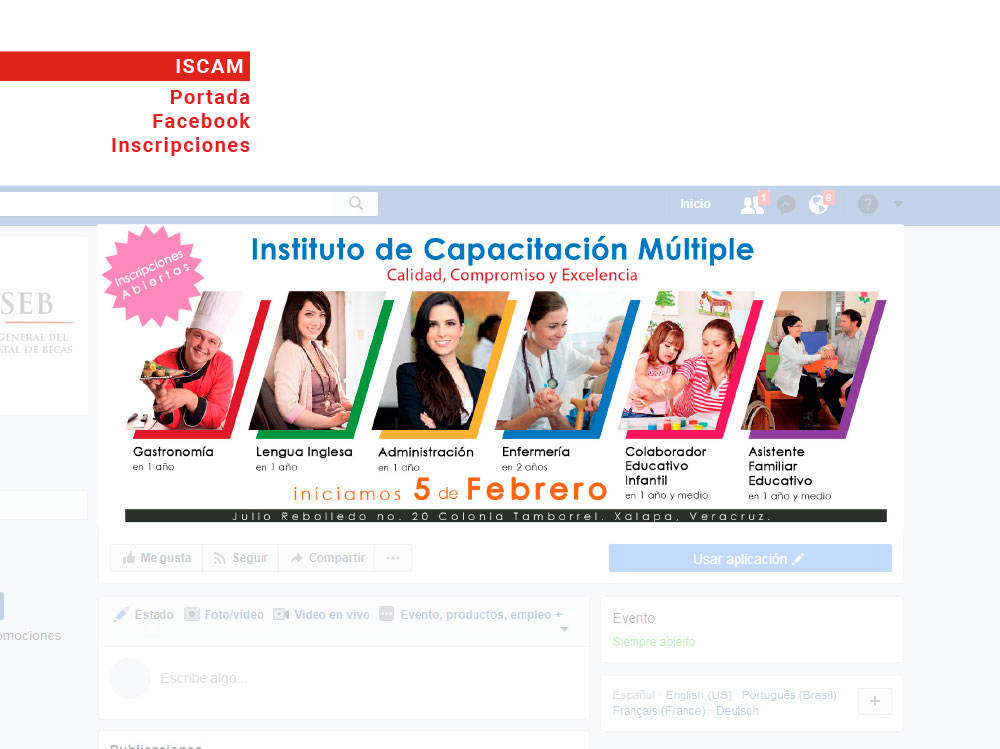 ISCAM
Portada
Facebook
Inscripciones
Inicio
1
8
?
SEB
GENERAL DEL
ATAL DE BECAS
Inscripciones
Abiertas
Instituto de Capacitación Múltiple
Calidad, Compromiso y Excelencia
Gastronomía
en 1 año
Lengua Inglesa
en 1 año
Administración
en 1 año
Enfermería
en 2 años
Colaborador
Educativo
Infantil
en 1 año y medio
Asistente
Familiar
Educativo
en 1 año y medio
iniciamos 5 de Febrero
Julio Rebolledo no. 20 Colonia Tamborrel. Xalapa, Veracruz.
Me gusta
Seguir
Compartir
Usar aplicación
Estado
Foto/video
Video en vivo
Evento, productos, empleo +
omociones
Escribe algo...
Evento
Siempre abierto
Español · English (US) · Português (Brasil) ·
Français (France) · Deutsch
+
Publicaciones